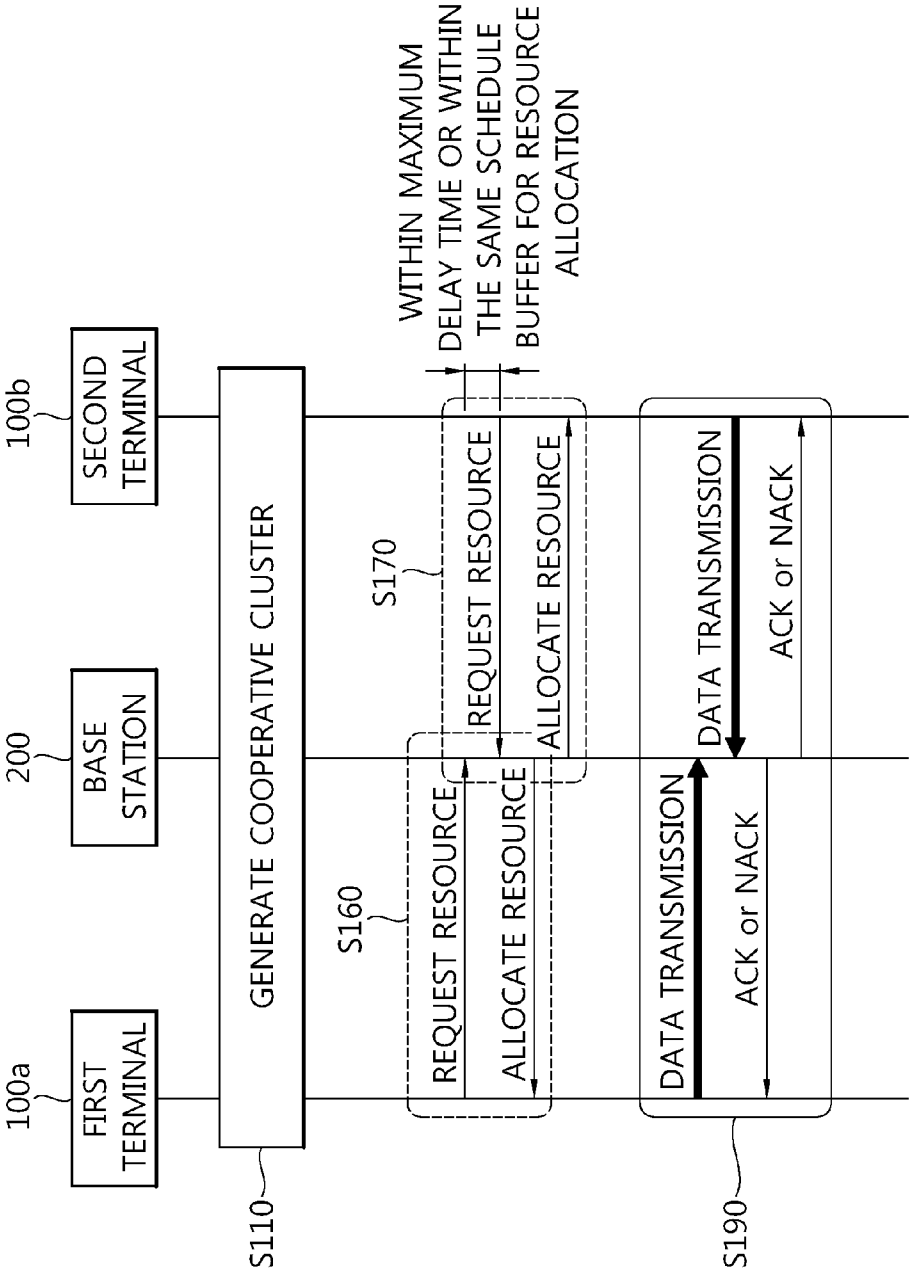 100a
200
100b
FIRST
TERMINAL
BASE
STATION
SECOND
TERMINAL
S110
GENERATE COOPERATIVE CLUSTER
S160
S170
REQUEST RESOURCE
REQUEST RESOURCE
ALLOCATE RESOURCE
ALLOCATE RESOURCE
WITHIN MAXIMUM
DELAY TIME OR WITHIN
THE SAME SCHEDULE
BUFFER FOR RESOURCE
ALLOCATION
S190
DATA TRANSMISSION
DATA TRANSMISSION
ACK or NACK
ACK or NACK